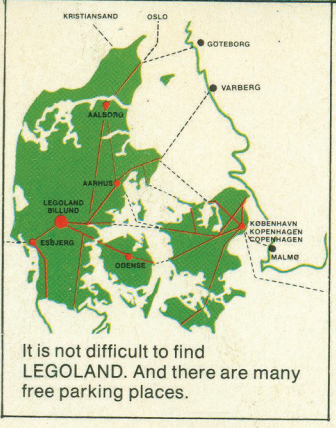 KRISTIANSAND OSLO
GÖTEBORG
VARBERG
AALBORG
AARHUS
LEGOLAND
BILLUND
KØBENHAVN
KOPENHAGEN
COPENHAGEN
ESBJERG
MALMØ
ODENSE
It is not difficult to find
LEGOLAND. And there are many
free parking places.